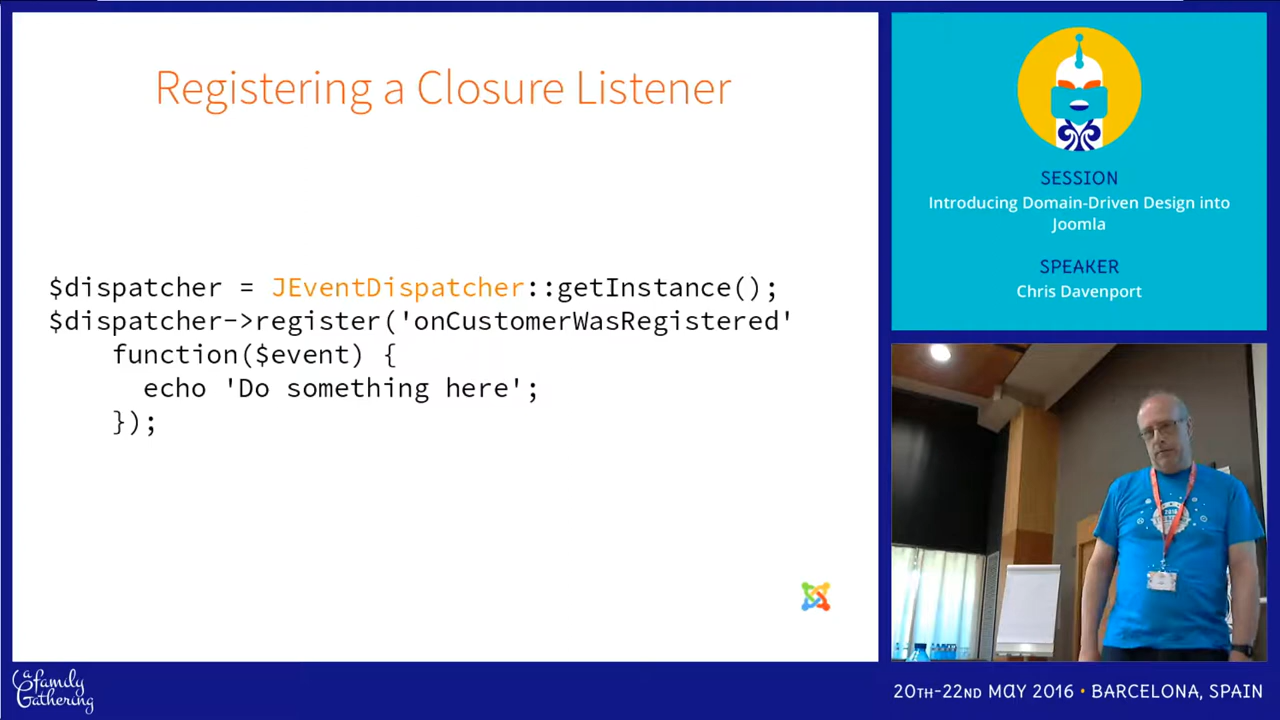 Registering a Closure Listener
$dispatcher = JEventDispatcher::getInstance();
$dispatcher->register('onCustomerWasRegistered'
function($event) {
echo 'Do something here';
});
SESSION
Introducing Domain-Driven Design into
Joomla
SPEAKER
Chris Davenport
a family
Gathering
20TH-22ND MAY 2016 • BARCELONA, SPAIN